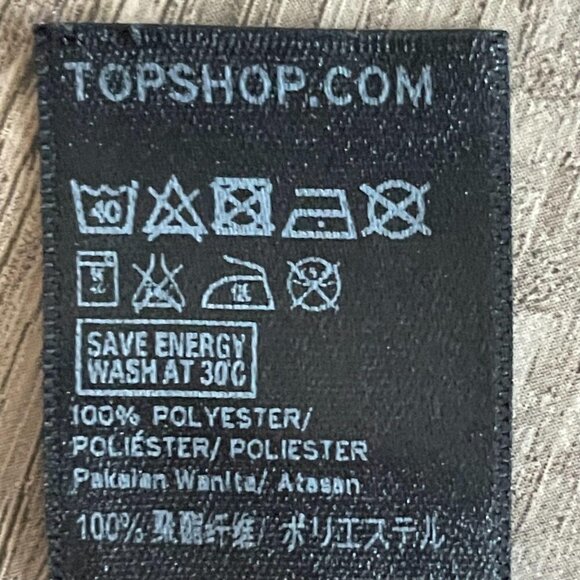 TOPSHOP.COM
40
SAVE ENERGY
WASH AT 30C
100% POLYESTER/
POLIÉSTER/ POLIESTER
Pakaian Wanita/ Atasan
100% 聚酯纤维/ ポリエステル